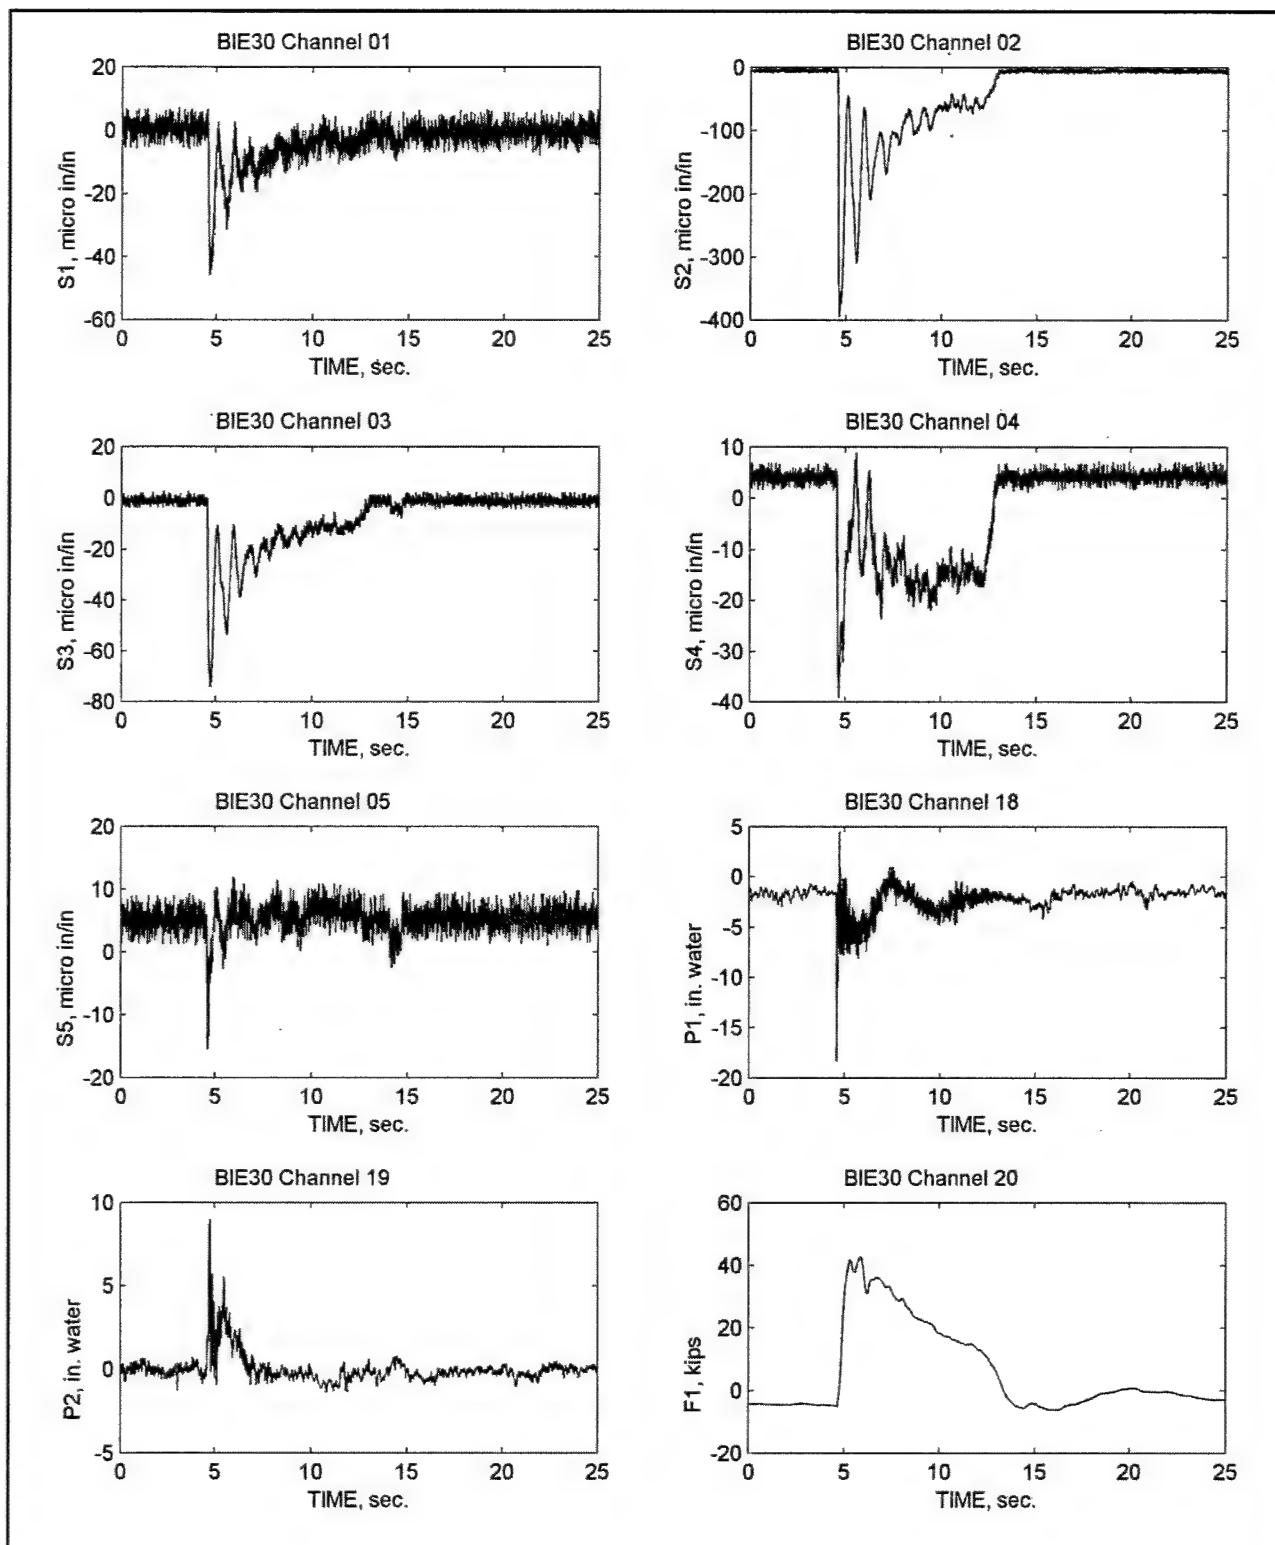 BIE30 Channel 01
20
0
-20
-40
-60
S1, micro in/in
0 5 10 15 20 25
TIME, sec.
BIE30 Channel 02
0
-100
-200
-300
-400
S2, micro in/in
0 5 10 15 20 25
TIME, sec.
BIE30 Channel 03
20
0
-20
-40
-60
-80
S3, micro in/in
0 5 10 15 20 25
TIME, sec.
BIE30 Channel 04
10
0
-10
-20
-30
-40
S4, micro in/in
0 5 10 15 20 25
TIME, sec.
BIE30 Channel 05
20
10
0
-10
-20
S5, micro in/in
0 5 10 15 20 25
TIME, sec.
BIE30 Channel 18
5
0
-5
-10
-15
-20
P1, in. water
0 5 10 15 20 25
TIME, sec.
BIE30 Channel 19
10
5
0
-5
P2, in. water
0 5 10 15 20 25
TIME, sec.
BIE30 Channel 20
60
40
20
0
-20
F1, kips
0 5 10 15 20 25
TIME, sec.